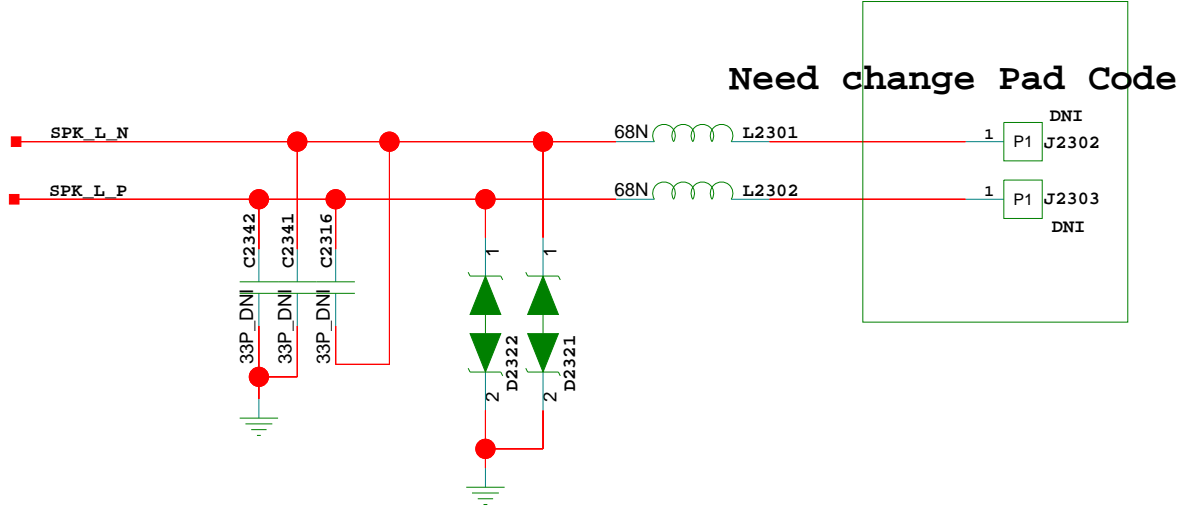 Need change Pad Code
SPK_L_N
68N
L2301
1
P1
DNI
J2302
SPK_L_P
68N
L2302
1
P1
J2303
DNI
C2342
C2341
C2316
33P_DNI
33P_DNI
33P_DNI
1
1
D2322
D2321
2
2